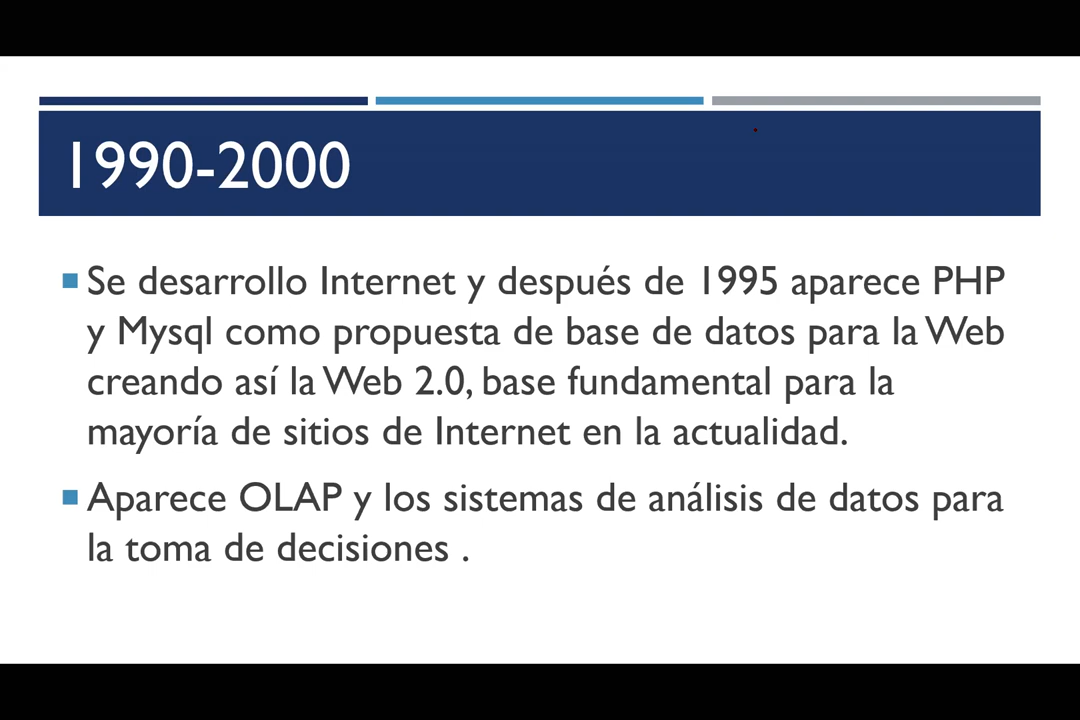 1990-2000
Se desarrollo Internet y después de 1995 aparece PHP
y Mysql como propuesta de base de datos para la Web
creando así la Web 2.0, base fundamental para la
mayoría de sitios de Internet en la actualidad.
Aparece OLAP y los sistemas de análisis de datos para
la toma de decisiones .